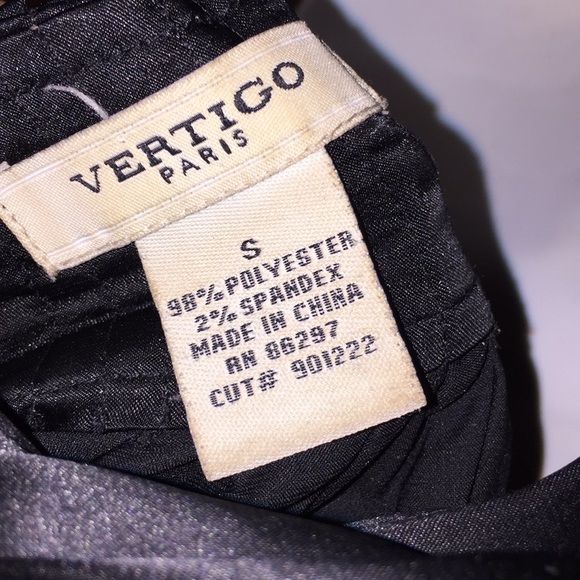 VERTIGO
PARIS
S
98% POLYESTER
2% SPANDEX
MADE IN CHINA
RN 86297
CUT# 901222